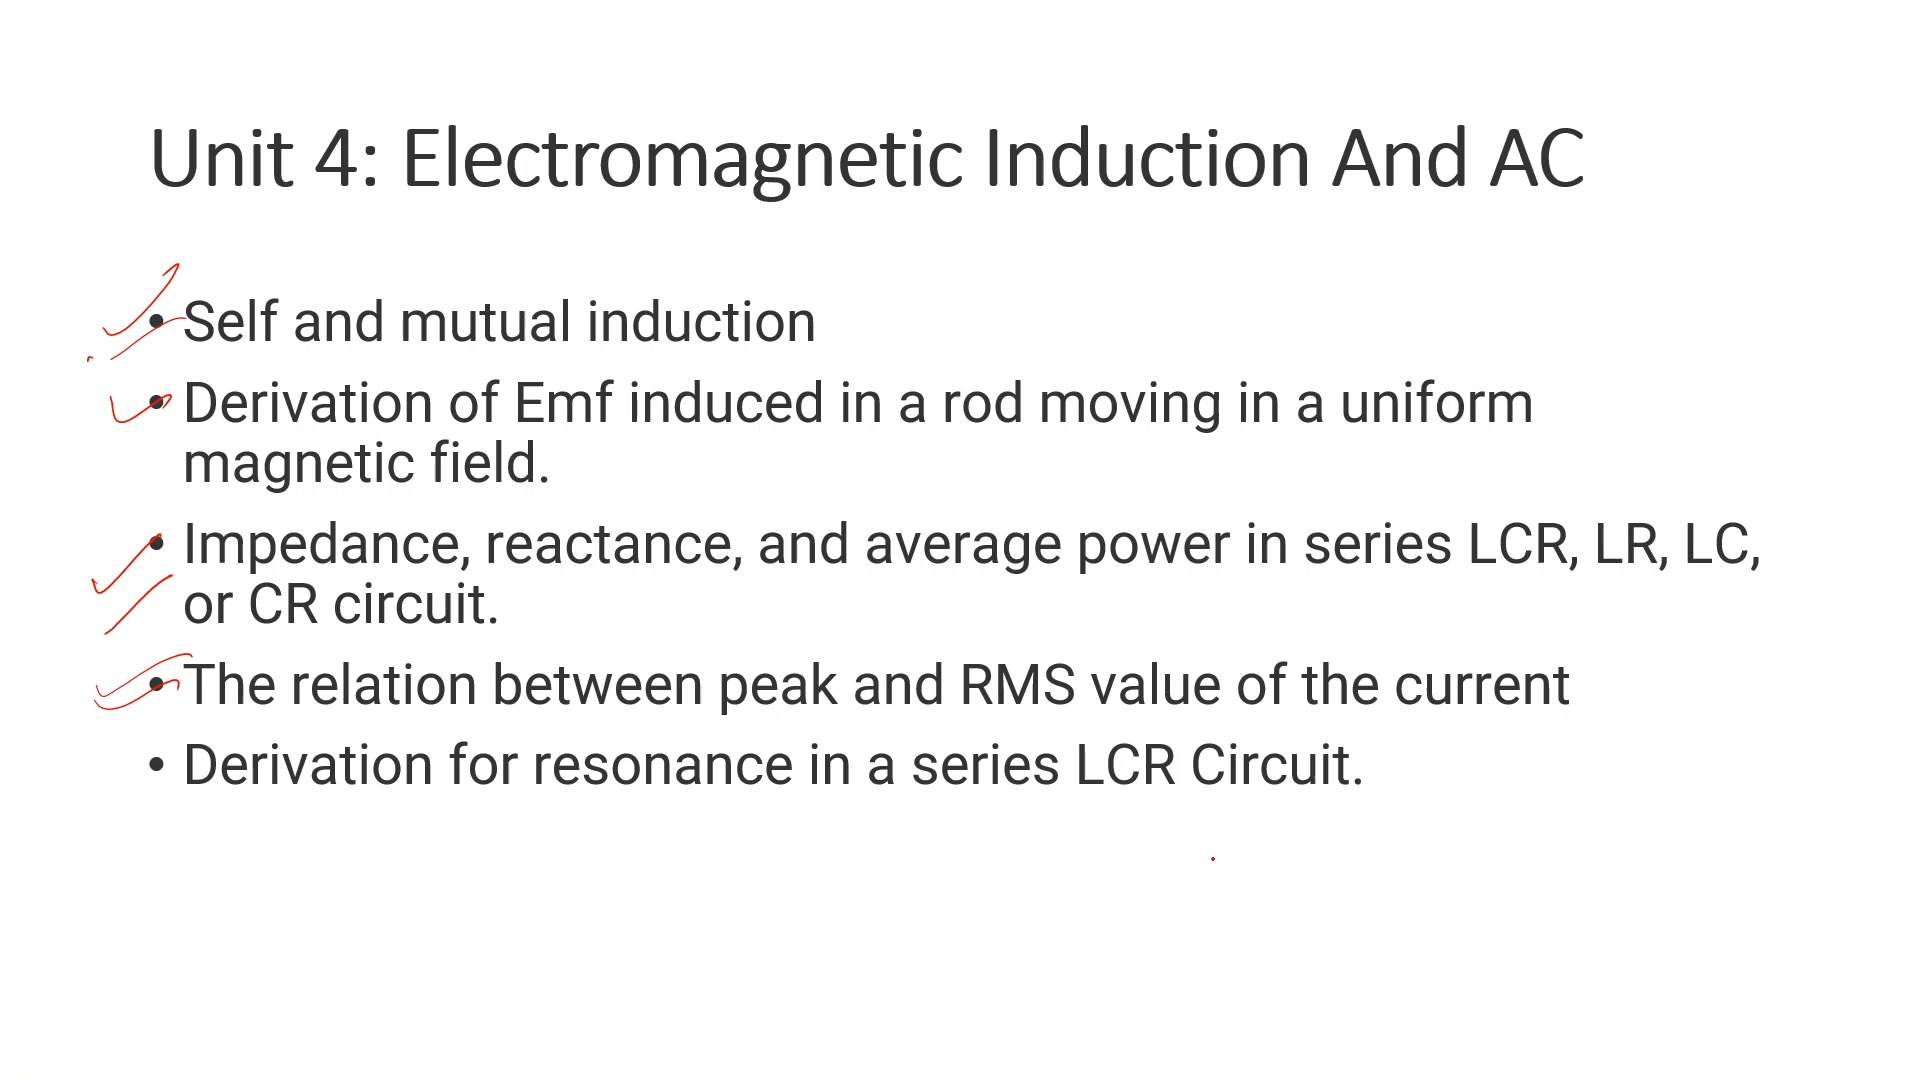 Unit 4: Electromagnetic Induction And AC
• Self and mutual induction
• Derivation of Emf induced in a rod moving in a uniform
magnetic field.
• Impedance, reactance, and average power in series LCR, LR, LC,
or CR circuit.
• The relation between peak and RMS value of the current
• Derivation for resonance in a series LCR Circuit.